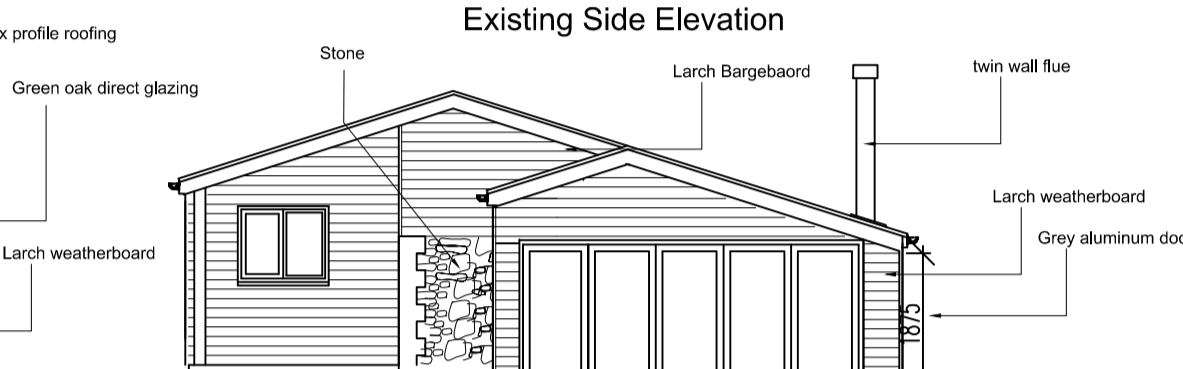 Existing Side Elevation
x profile roofing
Stone
Larch Bargebaord
twin wall flue
Green oak direct glazing
Larch weatherboard
Grey aluminum doo
Larch weatherboard
1875